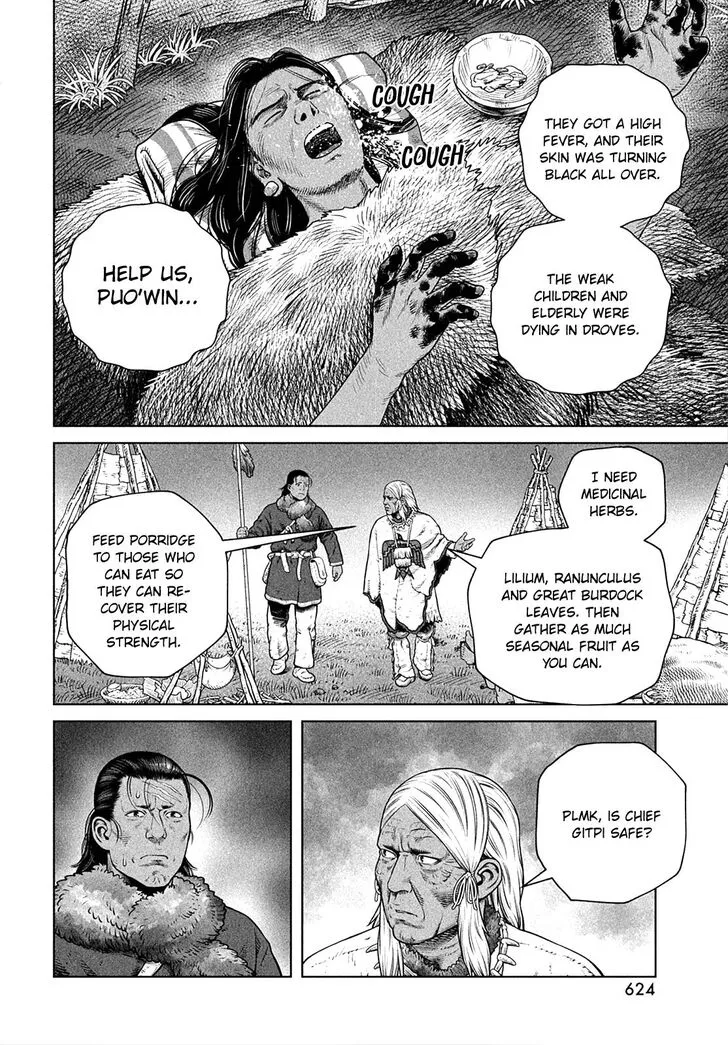 THEY GOT A HIGH
FEVER, AND THEIR
SKIN WAS TURNING
BLACK ALL OVER.
COUGH
COUGH
THE WEAK
CHILDREN AND
ELDERLY WERE
DYING IN DROVES.
HELP US,
PUO'WIN...
I NEED
MEDICINAL
HERBS.
LILIUM, RANUNCULUS
AND GREAT BURDOCK
LEAVES. THEN
GATHER AS MUCH
SEASONAL FRUIT AS
YOU CAN.
FEED PORRIDGE
TO THOSE WHO
CAN EAT SO
THEY CAN RE-
COVER THEIR
PHYSICAL
STRENGTH.
PLMK, IS CHIEF
GITPI SAFE?
624